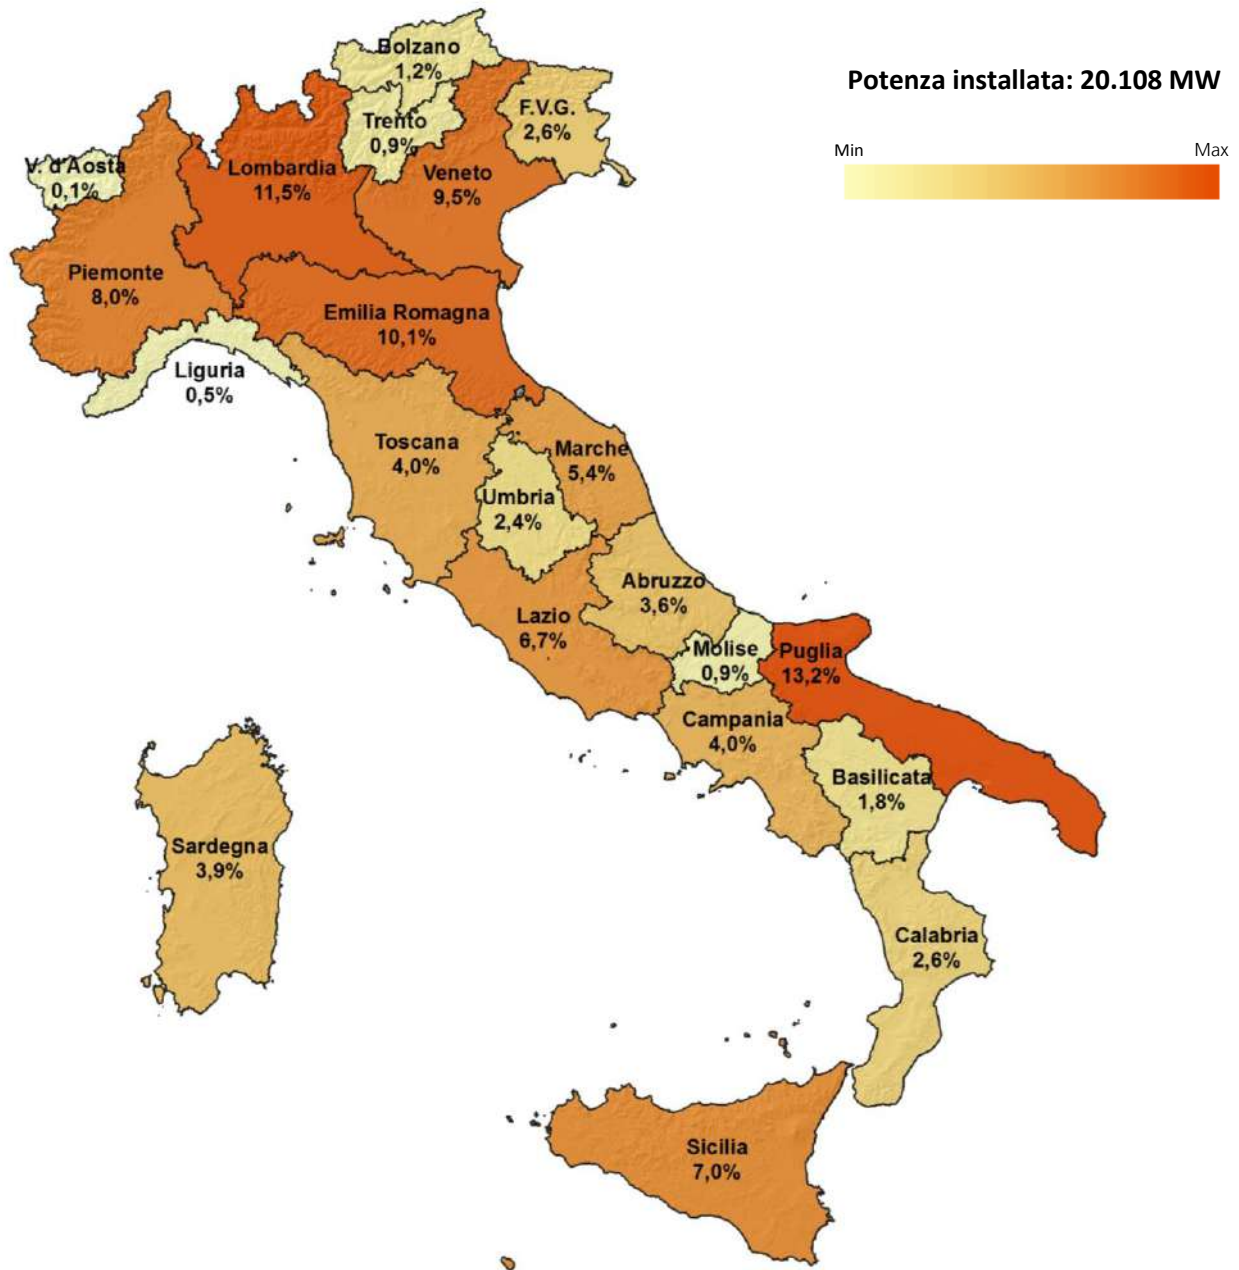 Potenza installata: 20.108 MW
Min
Max
Bolzano
1,2%
Trento
0,9%
F.V.G.
2,6%
V. d'Aosta
0,1%
Lombardia
11,5%
Veneto
9,5%
Piemonte
8,0%
Emilia Romagna
10,1%
Liguria
0,5%
Toscana
4,0%
Marche
5,4%
Umbria
2,4%
Abruzzo
3,6%
Lazio
6,7%
Molise
0,9%
Puglia
13,2%
Campania
4,0%
Basilicata
1,8%
Sardegna
3,9%
Calabria
2,6%
Sicilia
7,0%